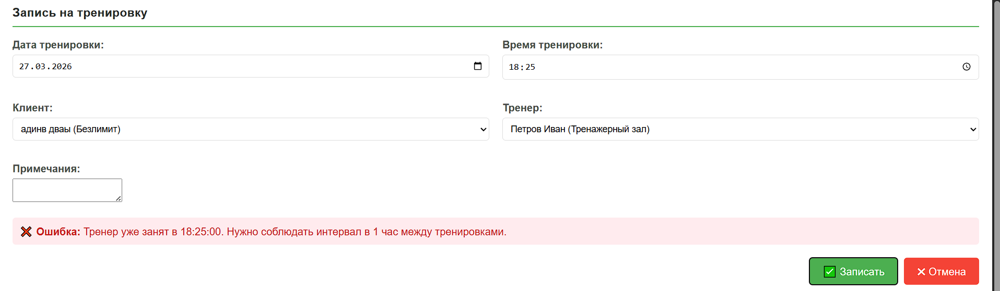 Запись на тренировку
Дата тренировки:
27.03.2026
Время тренировки:
18:25
Клиент:
адинв дваы (Безлимит)
Тренер:
Петров Иван (Тренажерный зал)
Примечания:
Ошибка: Тренер уже занят в 18:25:00. Нужно соблюдать интервал в 1 час между тренировками.
Записать
Отмена